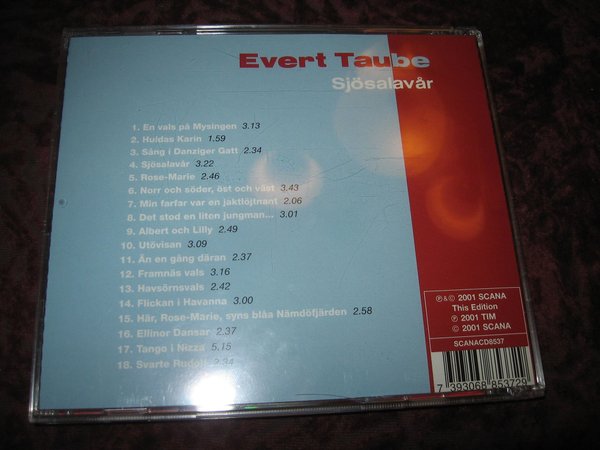 Evert Taube
Sjösalavår
1. En vals på Mysingen 3.13
2. Huldas Karin 1.59
3. Sång i Danziger Gatt 2.34
4. Sjösalavår 3.22
5. Rose-Marie 2.46
6. Norr och söder, öst och väst 3.43
7. Min farfar var en jaktlöjtnant 2.06
8. Det stod en liton jungman... 3.01
9. Albert och Lilly 2.49
10. Utövisan 3.09
11. Än en gång däran 2.37
12. Framnäs vals 3.16
13. Havsörnsvals 2.42
14. Flickan i Havanna 3.00
15. Här, Rose-Marie, syns blåa Nämdöfjärden 2.58
16. Ellinor Dansar 2.37
17. Tango i Nizza 5.15
18. Svarte Rudolf 2.34
℗ & © 2001 SCANA
This Edition
℗ 2001 TIM
© 2001 SCANA
SCANACD8537
7 393068 853729